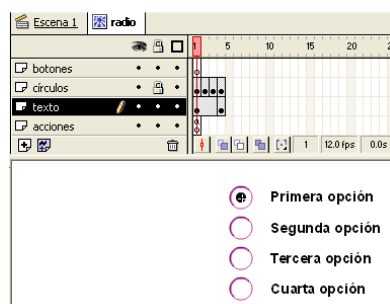 Escena 1 radio
1 5 10 15 20 2
botones
círculos
texto
acciones
1 12.0 fps 0.0s
Primera opción
Segunda opción
Tercera opción
Cuarta opción